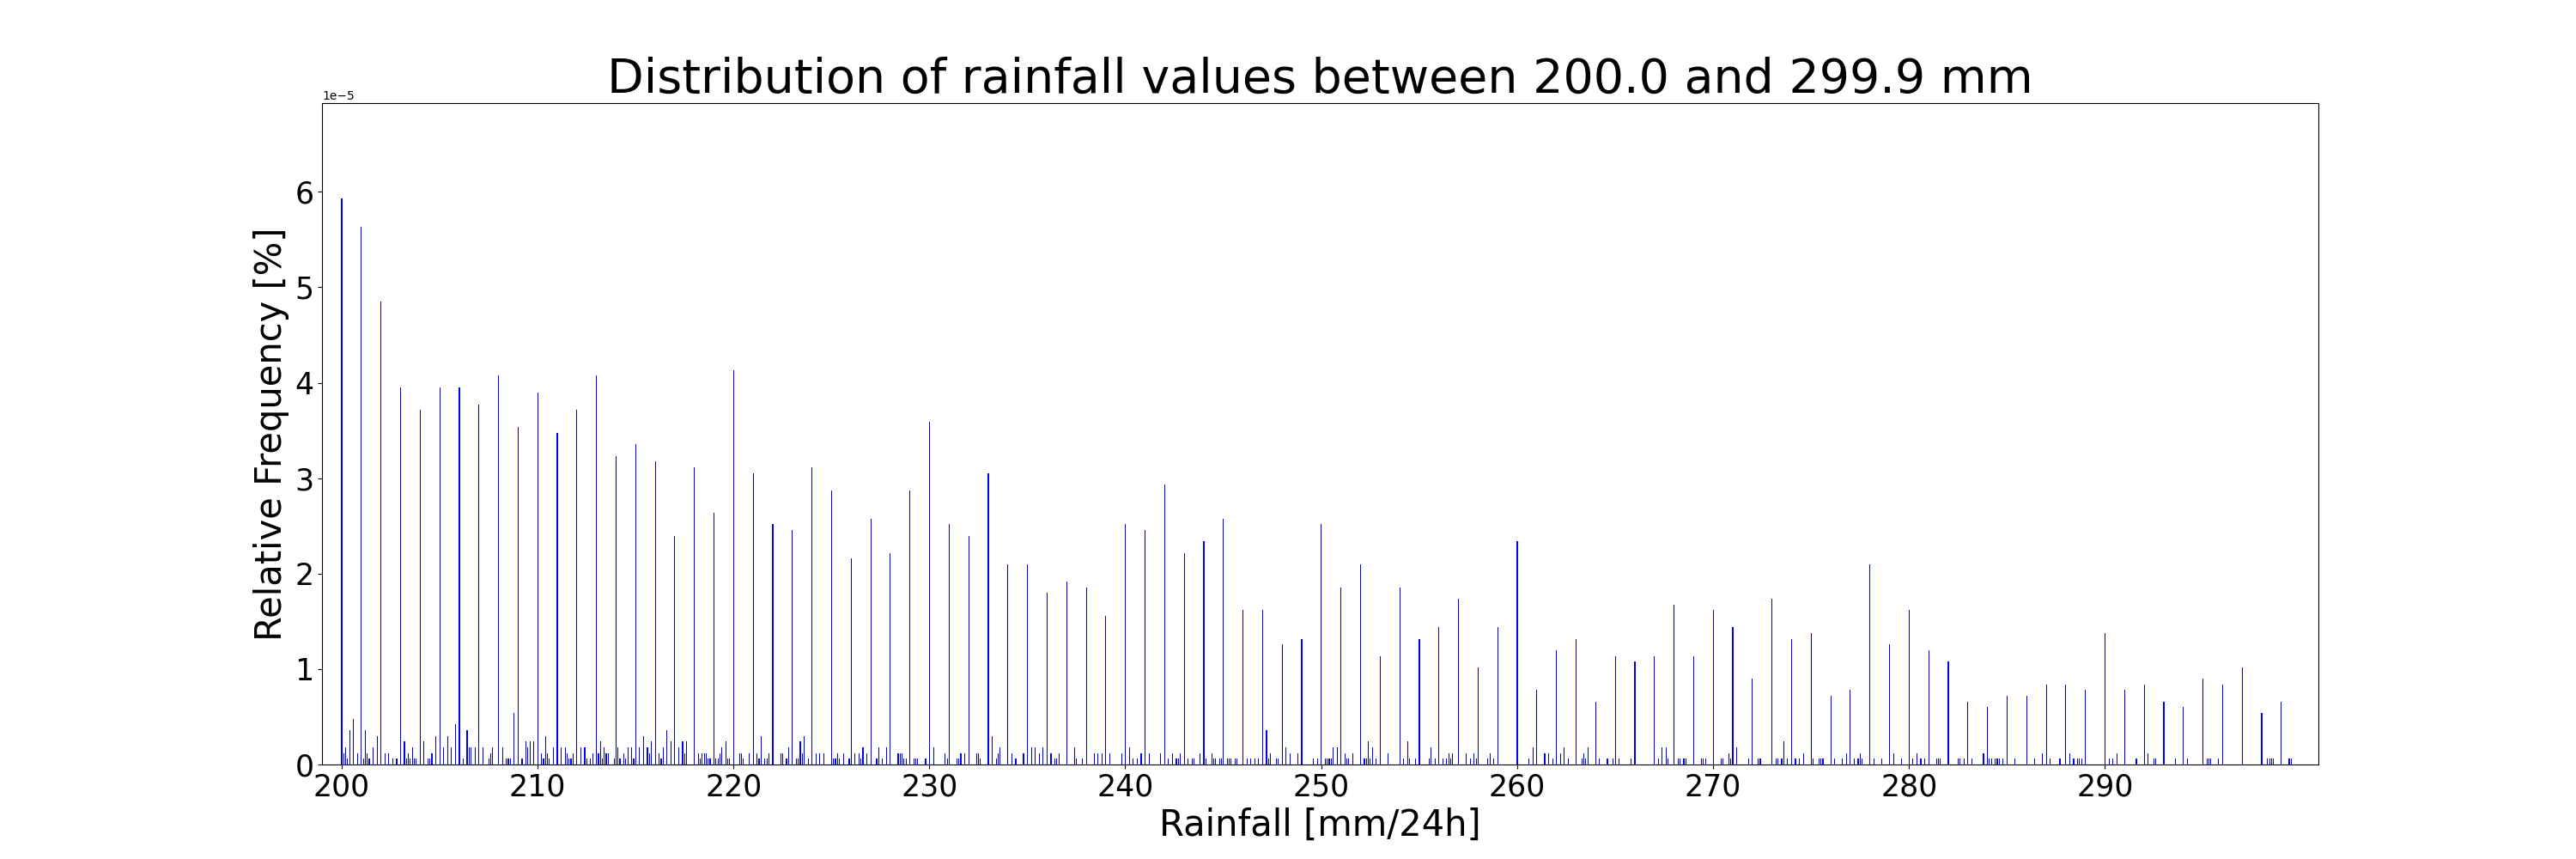 Distribution of rainfall values between 200.0 and 299.9 mm
1e−5
6
5
4
3
2
1
0
Relative Frequency [%]
200 210 220 230 240 250 260 270 280 290
Rainfall [mm/24h]